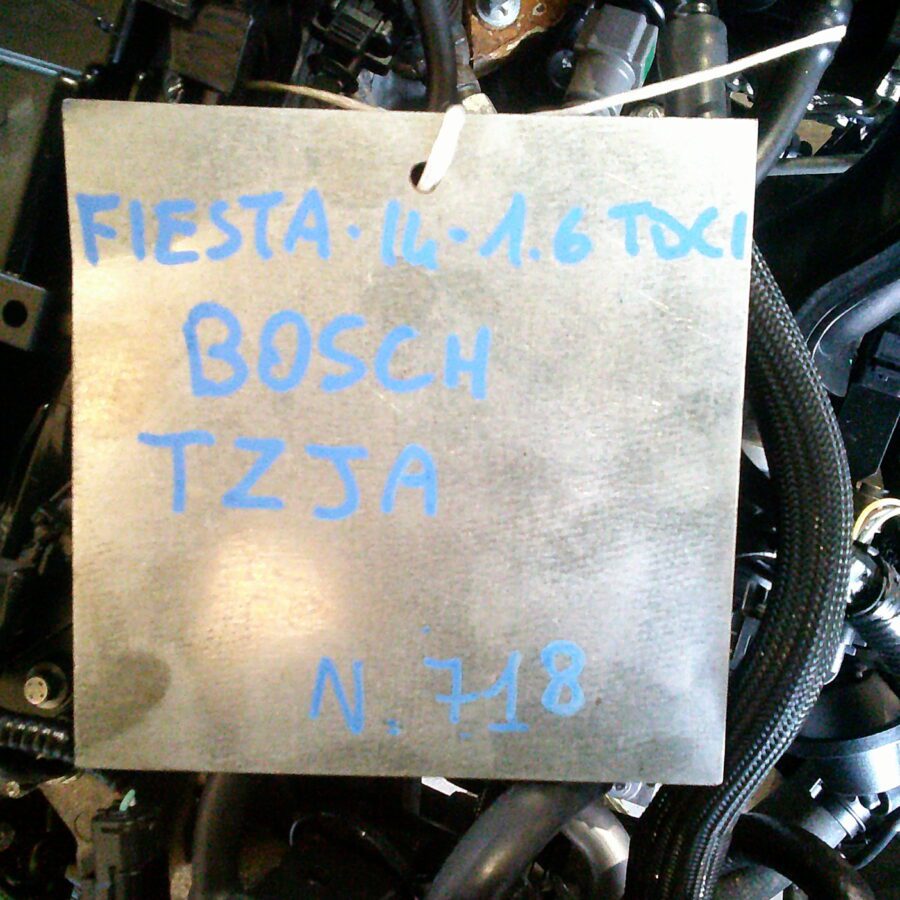 FIESTA·14·1.6 TDCI
BOSCH
TZJA
N. 718